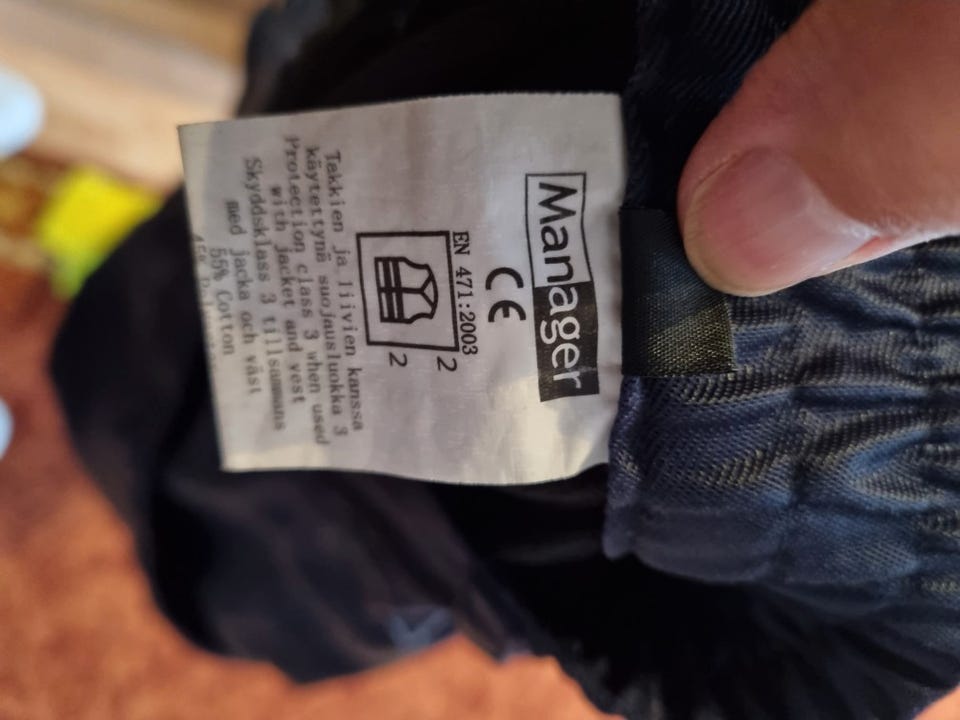 Manager
CE
EN 471:2003
2
2
Takkien ja liivien kanssa
käytettynä suojausluokka 3
Protection class 3 when used
with jacket and vest
Skyddsklass 3 tillsammans
med jacka och väst
55% Cotton